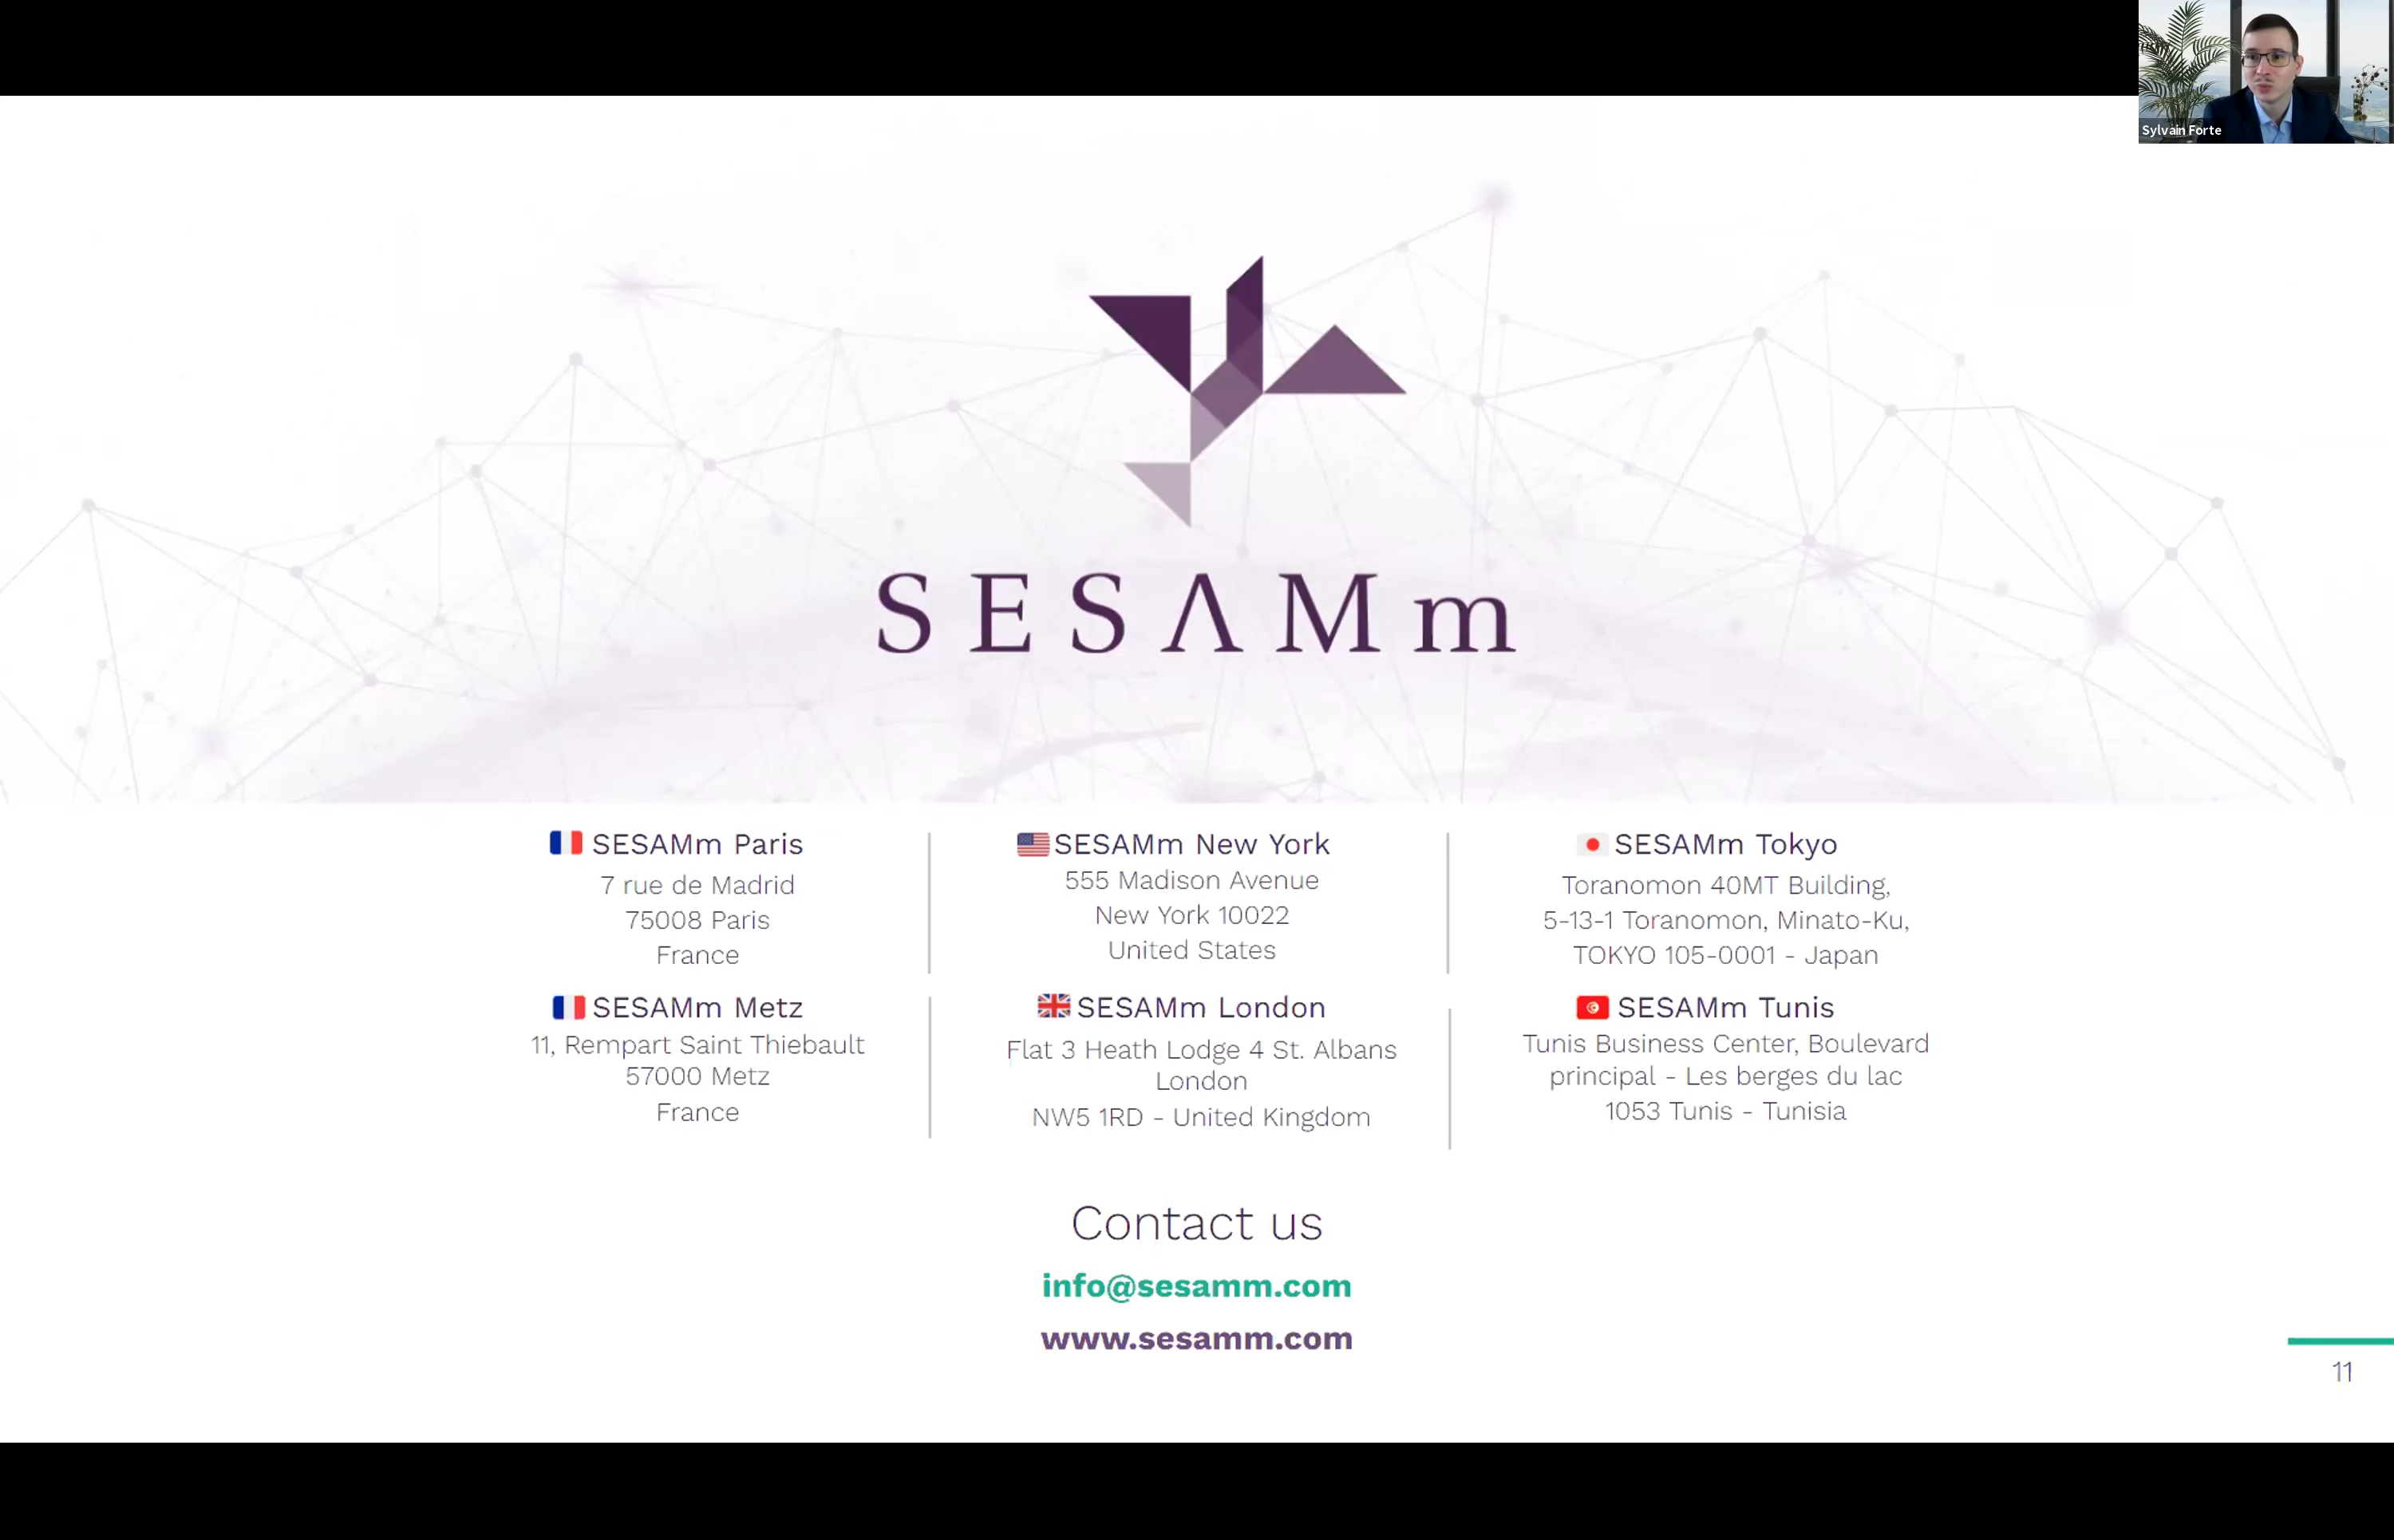 Sylvain Forte
SESΛMm
SESAMm Paris
7 rue de Madrid
75008 Paris
France
SESAMm New York
555 Madison Avenue
New York 10022
United States
SESAMm Tokyo
Toranomon 40MT Building,
5-13-1 Toranomon, Minato-Ku,
TOKYO 105-0001 - Japan
SESAMm Metz
11, Rempart Saint Thiebault
57000 Metz
France
SESAMm London
Flat 3 Heath Lodge 4 St. Albans
London
NW5 1RD - United Kingdom
SESAMm Tunis
Tunis Business Center, Boulevard
principal - Les berges du lac
1053 Tunis - Tunisia
Contact us
info@sesamm.com
www.sesamm.com
11